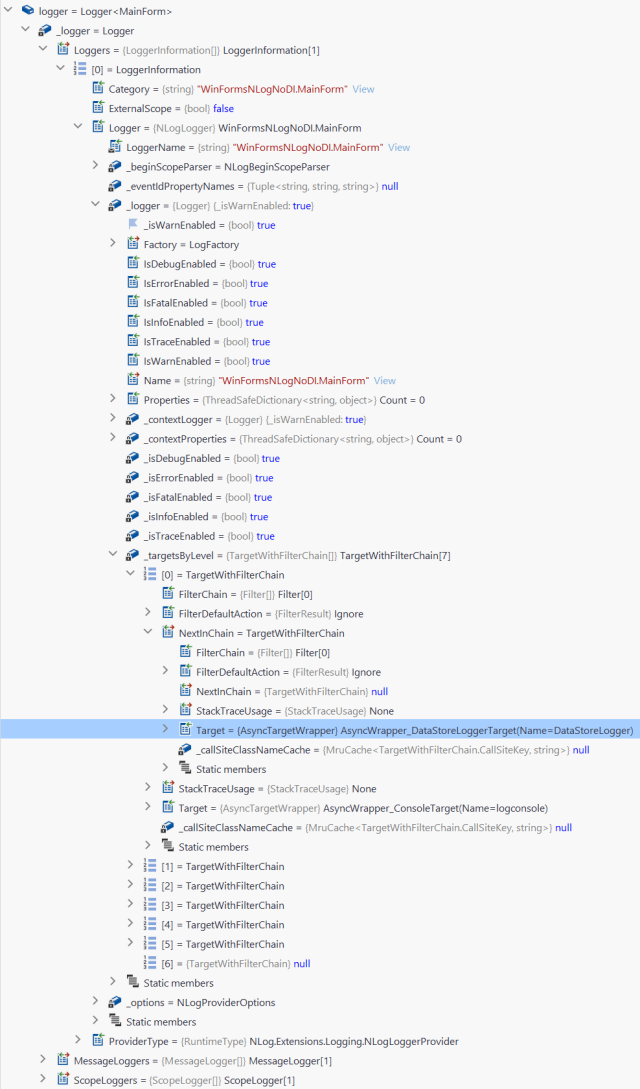 logger = Logger<MainForm>
_logger = Logger
Loggers = {LoggerInformation[]} LoggerInformation[1]
[0] = LoggerInformation
Category = {string} "WinFormsNLogNoDI.MainForm" View
ExternalScope = {bool} false
Logger = {NLogLogger} WinFormsNLogNoDI.MainForm
LoggerName = {string} "WinFormsNLogNoDI.MainForm" View
_beginScopeParser = NLogBeginScopeParser
_eventIdPropertyNames = {Tuple<string, string, string>} null
_logger = {Logger} {_isWarnEnabled: true}
_isWarnEnabled = {bool} true
Factory = LogFactory
IsDebugEnabled = {bool} true
IsErrorEnabled = {bool} true
IsFatalEnabled = {bool} true
IsInfoEnabled = {bool} true
IsTraceEnabled = {bool} true
IsWarnEnabled = {bool} true
Name = {string} "WinFormsNLogNoDI.MainForm" View
Properties = {ThreadSafeDictionary<string, object>} Count = 0
_contextLogger = {Logger} {_isWarnEnabled: true}
_contextProperties = {ThreadSafeDictionary<string, object>} Count = 0
_isDebugEnabled = {bool} true
_isErrorEnabled = {bool} true
_isFatalEnabled = {bool} true
_isInfoEnabled = {bool} true
_isTraceEnabled = {bool} true
_targetsByLevel = {TargetWithFilterChain[]} TargetWithFilterChain[7]
[0] = TargetWithFilterChain
FilterChain = {Filter[]} Filter[0]
FilterDefaultAction = {FilterResult} Ignore
NextInChain = TargetWithFilterChain
FilterChain = {Filter[]} Filter[0]
FilterDefaultAction = {FilterResult} Ignore
NextInChain = {TargetWithFilterChain} null
StackTraceUsage = {StackTraceUsage} None
Target = {AsyncTargetWrapper} AsyncWrapper_DataStoreLoggerTarget(Name=DataStoreLogger)
_callSiteClassNameCache = {MruCache<TargetWithFilterChain.CallSiteKey, string>} null
Static members
StackTraceUsage = {StackTraceUsage} None
Target = {AsyncTargetWrapper} AsyncWrapper_ConsoleTarget(Name=logconsole)
_callSiteClassNameCache = {MruCache<TargetWithFilterChain.CallSiteKey, string>} null
Static members
[1] = TargetWithFilterChain
[2] = TargetWithFilterChain
[3] = TargetWithFilterChain
[4] = TargetWithFilterChain
[5] = TargetWithFilterChain
[6] = {TargetWithFilterChain} null
Static members
_options = NLogProviderOptions
Static members
ProviderType = {RuntimeType} NLog.Extensions.Logging.NLogLoggerProvider
MessageLoggers = {MessageLogger[]} MessageLogger[1]
ScopeLoggers = {ScopeLogger[]} ScopeLogger[1]